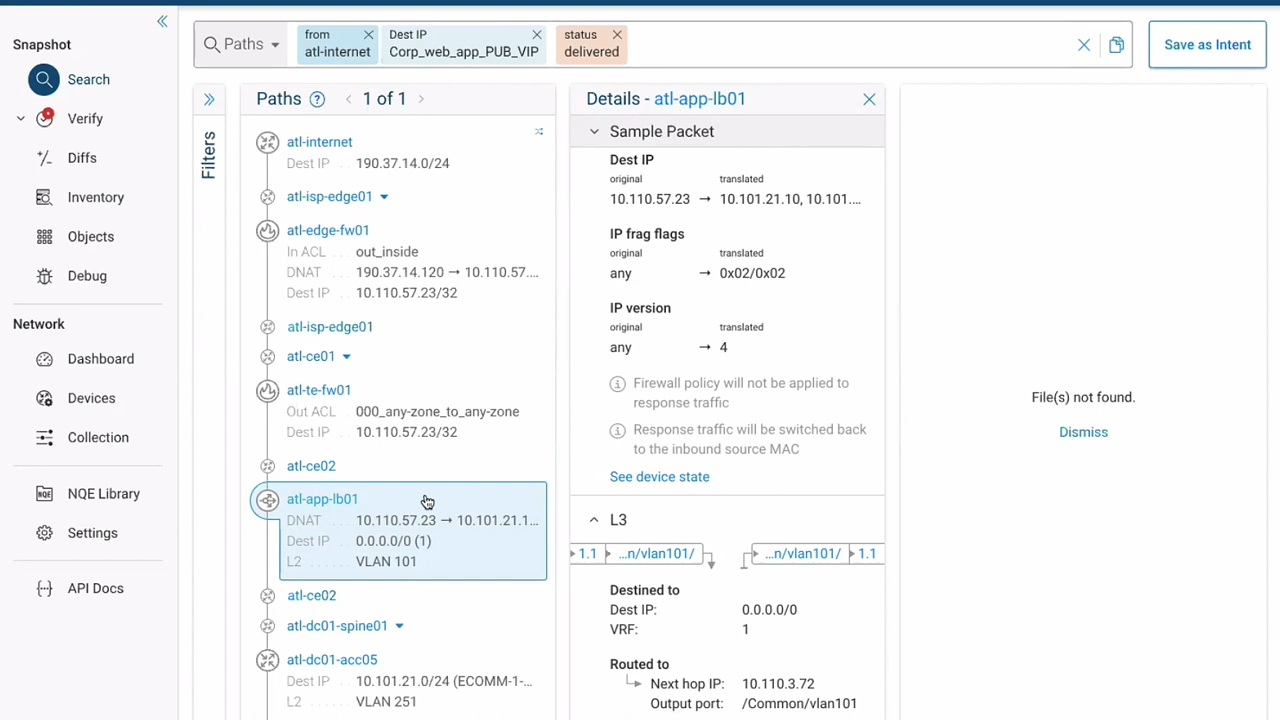 Snapshot
Search
Verify
Diffs
Inventory
Objects
Debug
Network
Dashboard
Devices
Collection
NQE Library
Settings
API Docs
Paths
from
atl-internet
Dest IP
Corp_web_app_PUB_VIP
status
delivered
Save as Intent
Filters
Paths 1 of 1
atl-internet
Dest IP 190.37.14.0/24
atl-isp-edge01
atl-edge-fw01
In ACL out_inside
DNAT 190.37.14.120 → 10.110.57....
Dest IP 10.110.57.23/32
atl-isp-edge01
atl-ce01
atl-te-fw01
Out ACL 000_any-zone_to_any-zone
Dest IP 10.110.57.23/32
atl-ce02
atl-app-lb01
DNAT 10.110.57.23 → 10.101.21.1...
Dest IP 0.0.0.0/0 (1)
L2 VLAN 101
atl-ce02
atl-dc01-spine01
atl-dc01-acc05
Dest IP 10.101.21.0/24 (ECOMM-1-...
L2 VLAN 251
Details - atl-app-lb01
Sample Packet
Dest IP
original translated
10.110.57.23 → 10.101.21.10, 10.101....
IP frag flags
original translated
any → 0x02/0x02
IP version
original translated
any → 4
Firewall policy will not be applied to
response traffic
Response traffic will be switched back
to the inbound source MAC
See device state
L3
1.1 ...n/vlan101/ ...n/vlan101/ 1.1
Destined to
Dest IP: 0.0.0.0/0
VRF: 1
Routed to
Next hop IP: 10.110.3.72
Output port: /Common/vlan101
File(s) not found.
Dismiss